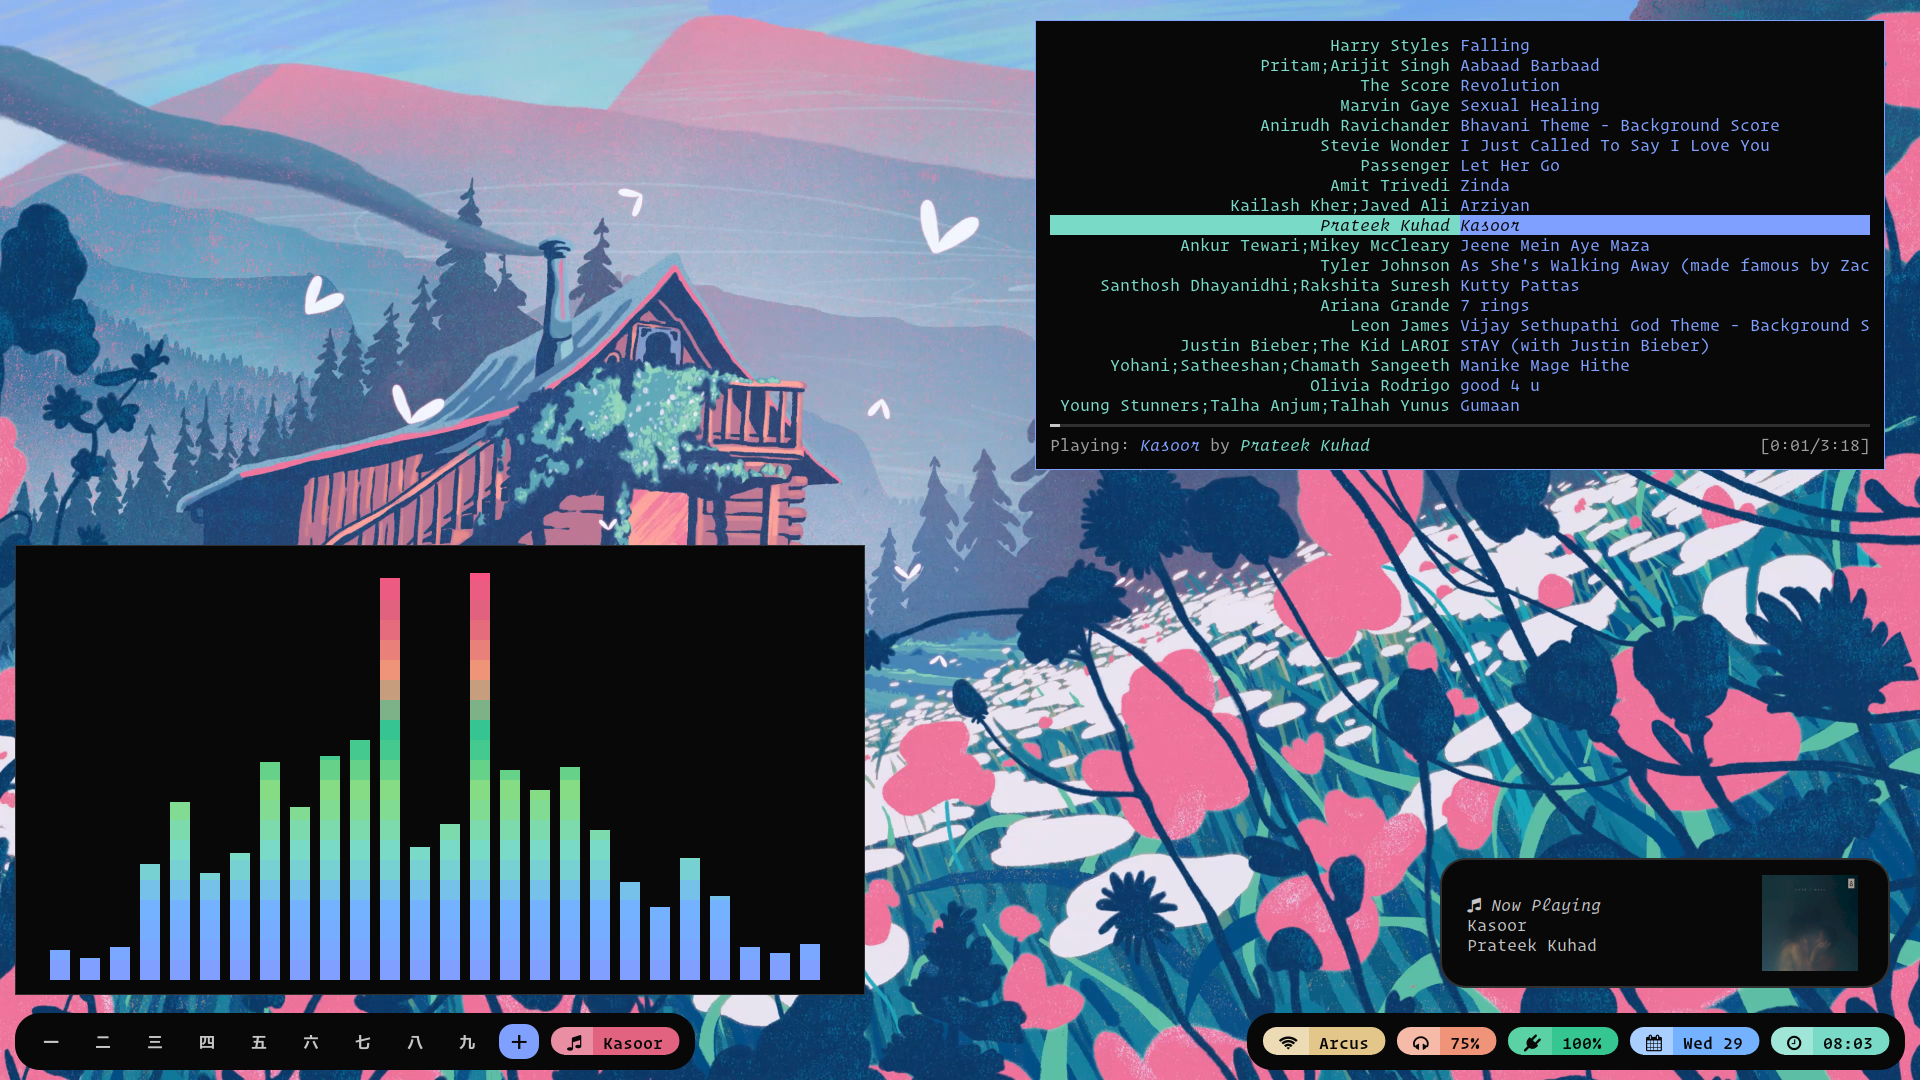 Harry Styles Falling
Pritam;Arijit Singh Aabaad Barbaad
The Score Revolution
Marvin Gaye Sexual Healing
Anirudh Ravichander Bhavani Theme - Background Score
Stevie Wonder I Just Called To Say I Love You
Passenger Let Her Go
Amit Trivedi Zinda
Kailash Kher;Javed Ali Arziyan
Prateek Kuhad Kasoor
Ankur Tewari;Mikey McCleary Jeene Mein Aye Maza
Tyler Johnson As She's Walking Away (made famous by Zac
Santhosh Dhayanidhi;Rakshita Suresh Kutty Pattas
Ariana Grande 7 rings
Leon James Vijay Sethupathi God Theme - Background S
Justin Bieber;The Kid LAROI STAY (with Justin Bieber)
Yohani;Satheeshan;Chamath Sangeeth Manike Mage Hithe
Olivia Rodrigo good 4 u
Young Stunners;Talha Anjum;Talhah Yunus Gumaan
Playing: Kasoor by Prateek Kuhad [0:01/3:18]
Now Playing
Kasoor
Prateek Kuhad
一 二 三 四 五 六 七 八 九 十 Kasoor
Arcus 75% 100% Wed 29 08:03